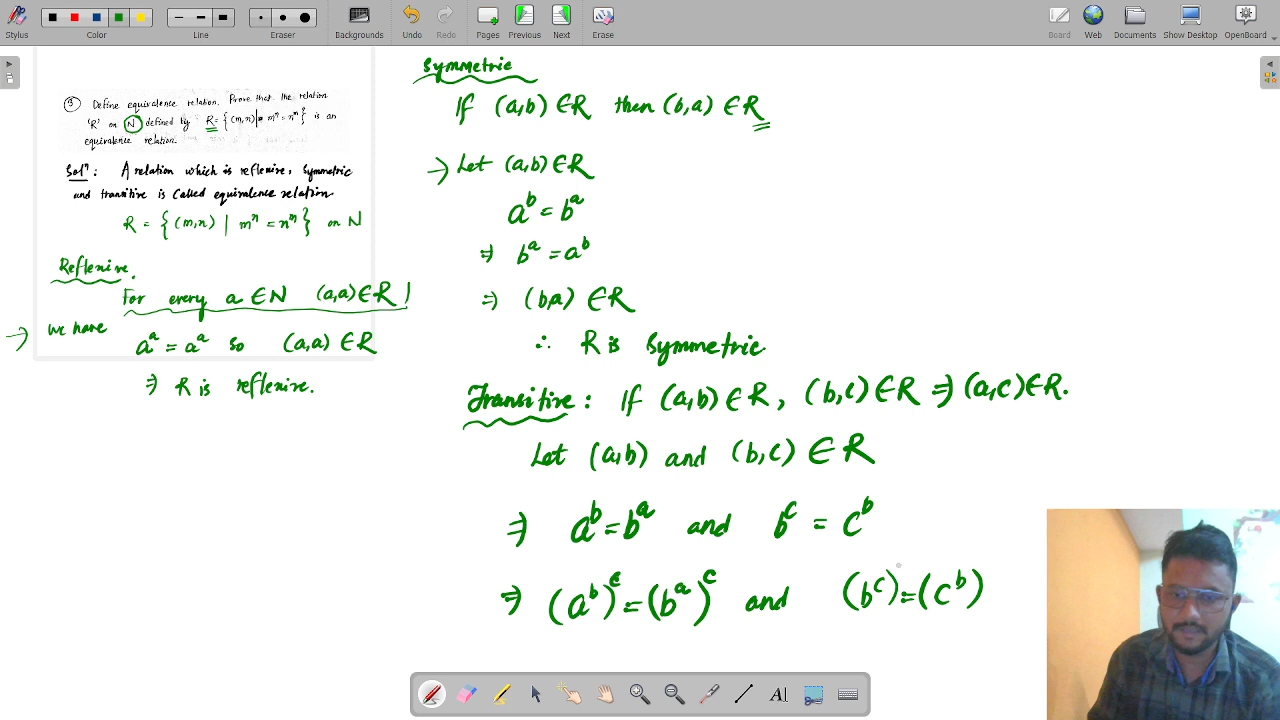 Stylus
Color
Line
Eraser
Backgrounds
Undo
Redo
Pages
Previous
Next
Erase
Board
Web
Documents
Show Desktop
OpenBoard
③ Define equivalence relation. Prove that the relation
'R' on N defined by R = { (m,n) | m^n = n^m } is an
equivalence relation.
Solⁿ: A relation which is reflexive, Symmetric
and transitive is called equivalence relation
R = { (m,n) | m^n = n^m } on N
Reflexive.
For every a ∈ N (a,a) ∈ R
→ we have
a^a = a^a so (a,a) ∈ R
⇒ R is reflexive.
Symmetric
If (a,b) ∈ R then (b,a) ∈ R
→ Let (a,b) ∈ R
a^b = b^a
⇒ b^a = a^b
⇒ (b,a) ∈ R
∴ R is Symmetric
Transitive: If (a,b) ∈ R, (b,c) ∈ R ⇒ (a,c) ∈ R.
Let (a,b) and (b,c) ∈ R
⇒ a^b = b^a and b^c = c^b
⇒ (a^b)^c = (b^a)^c and (b^c) = (c^b)